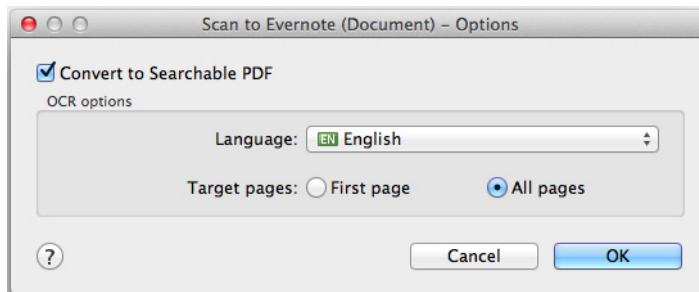 Scan to Evernote (Document) – Options
Convert to Searchable PDF
OCR options
Language: EN English
Target pages: First page All pages
? Cancel OK